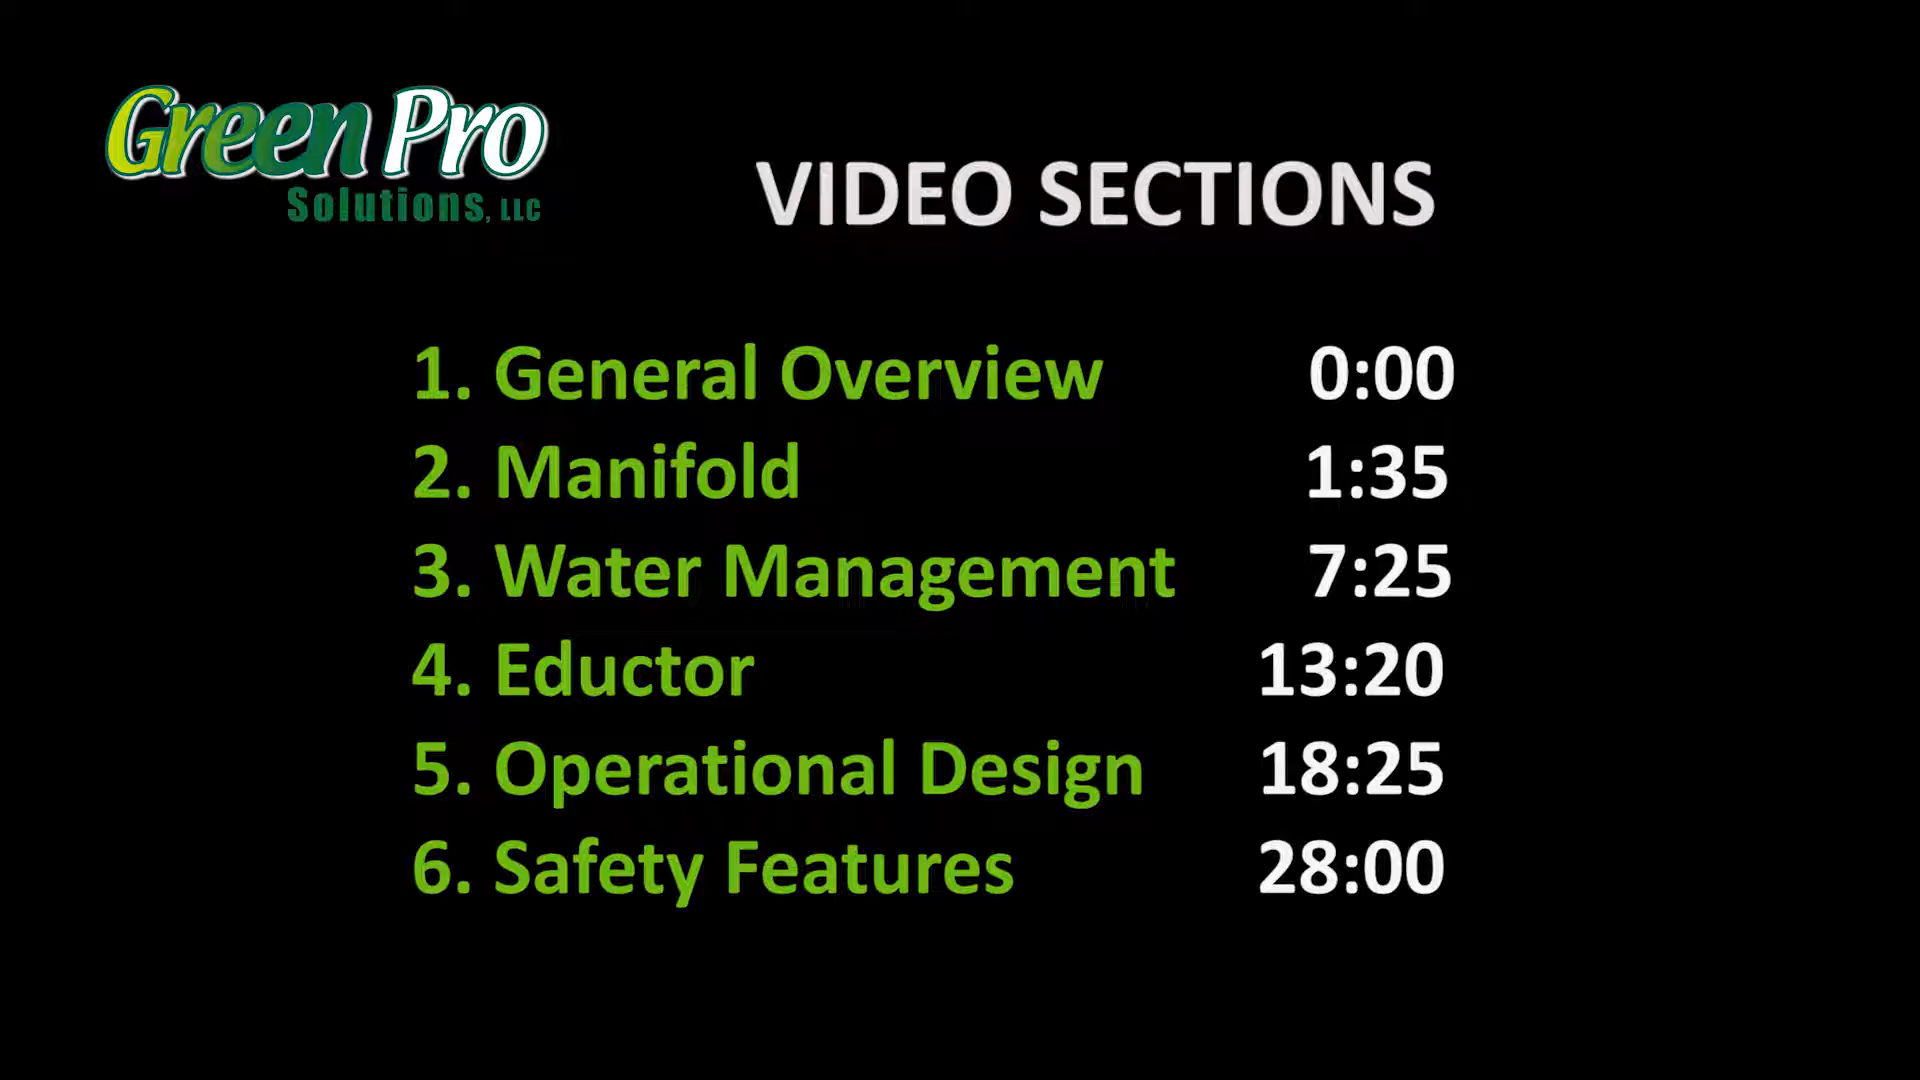 Green Pro
Solutions, LLC
VIDEO SECTIONS
1. General Overview 0:00
2. Manifold 1:35
3. Water Management 7:25
4. Eductor 13:20
5. Operational Design 18:25
6. Safety Features 28:00